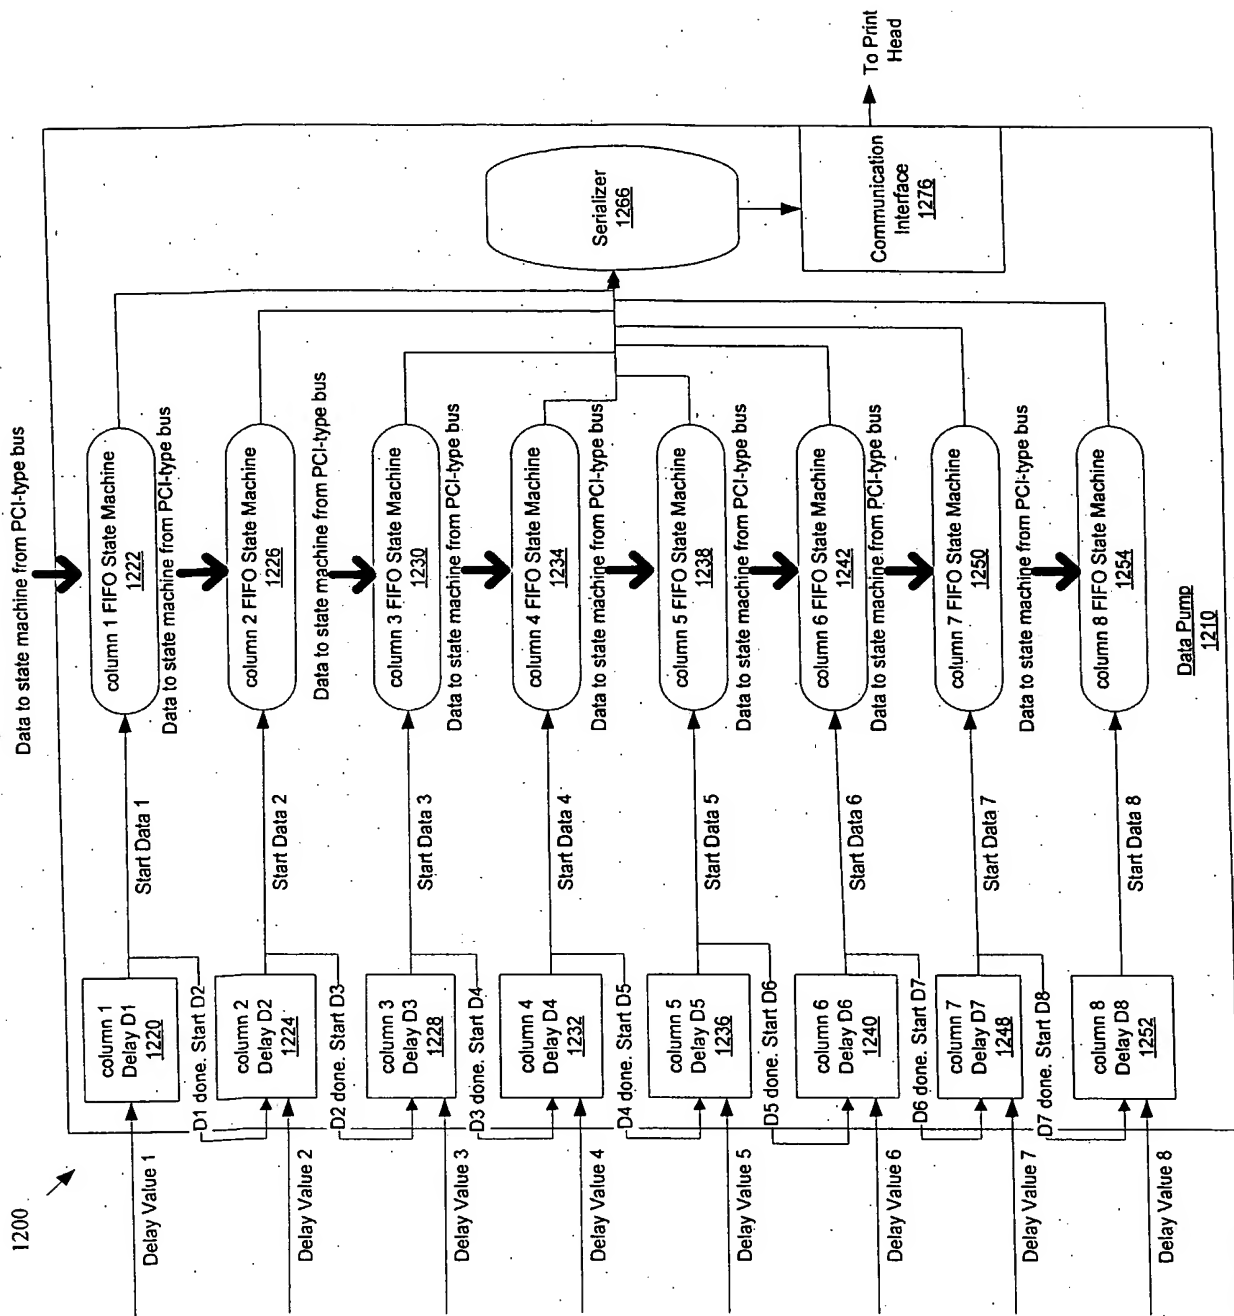 1200
Delay Value 1
Delay Value 2
Delay Value 3
Delay Value 4
Delay Value 5
Delay Value 6
Delay Value 7
Delay Value 8
column 1
Delay D1
1220
D1 done. Start D2
column 2
Delay D2
1224
D2 done. Start D3
column 3
Delay D3
1228
D3 done. Start D4
column 4
Delay D4
1232
D4 done. Start D5
column 5
Delay D5
1236
D5 done. Start D6
column 6
Delay D6
1240
D6 done. Start D7
column 7
Delay D7
1248
D7 done. Start D8
column 8
Delay D8
1252
Start Data 1
Start Data 2
Start Data 3
Start Data 4
Start Data 5
Start Data 6
Start Data 7
Start Data 8
Data to state machine from PCI-type bus
column 1 FIFO State Machine
1222
Data to state machine from PCI-type bus
column 2 FIFO State Machine
1226
Data to state machine from PCI-type bus
column 3 FIFO State Machine
1230
Data to state machine from PCI-type bus
column 4 FIFO State Machine
1234
Data to state machine from PCI-type bus
column 5 FIFO State Machine
1238
Data to state machine from PCI-type bus
column 6 FIFO State Machine
1242
Data to state machine from PCI-type bus
column 7 FIFO State Machine
1250
Data to state machine from PCI-type bus
column 8 FIFO State Machine
1254
Serializer
1266
Communication
Interface
1276
To Print
Head
Data Pump
1210